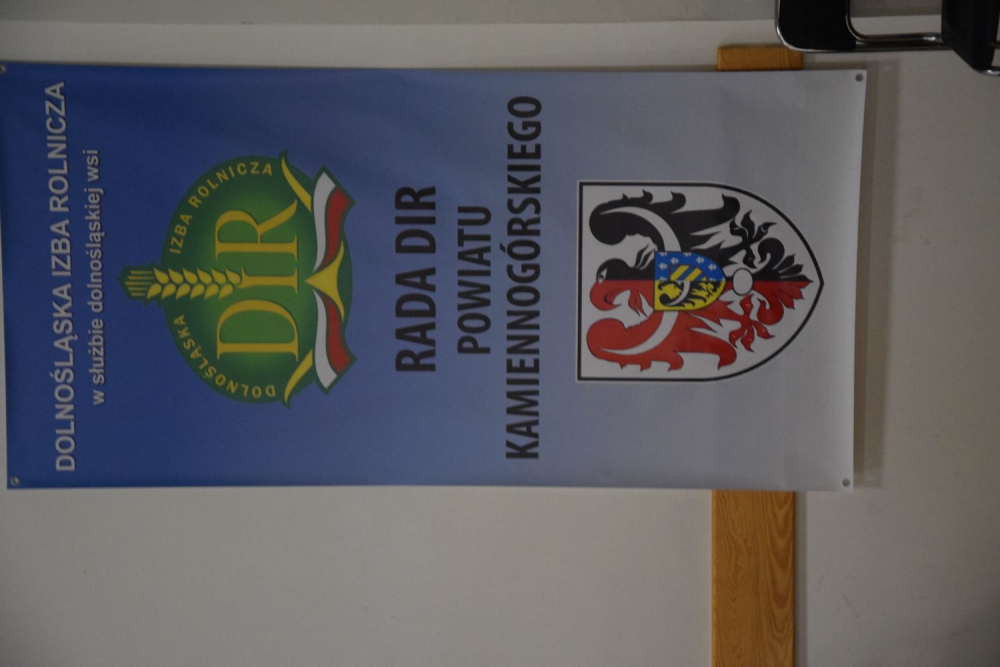 DOLNOŚLĄSKA IZBA ROLNICZA
w służbie dolnośląskiej wsi
DOLNOŚLĄSKA IZBA ROLNICZA
DIR
RADA DIR
POWIATU
KAMIENNOGÓRSKIEGO